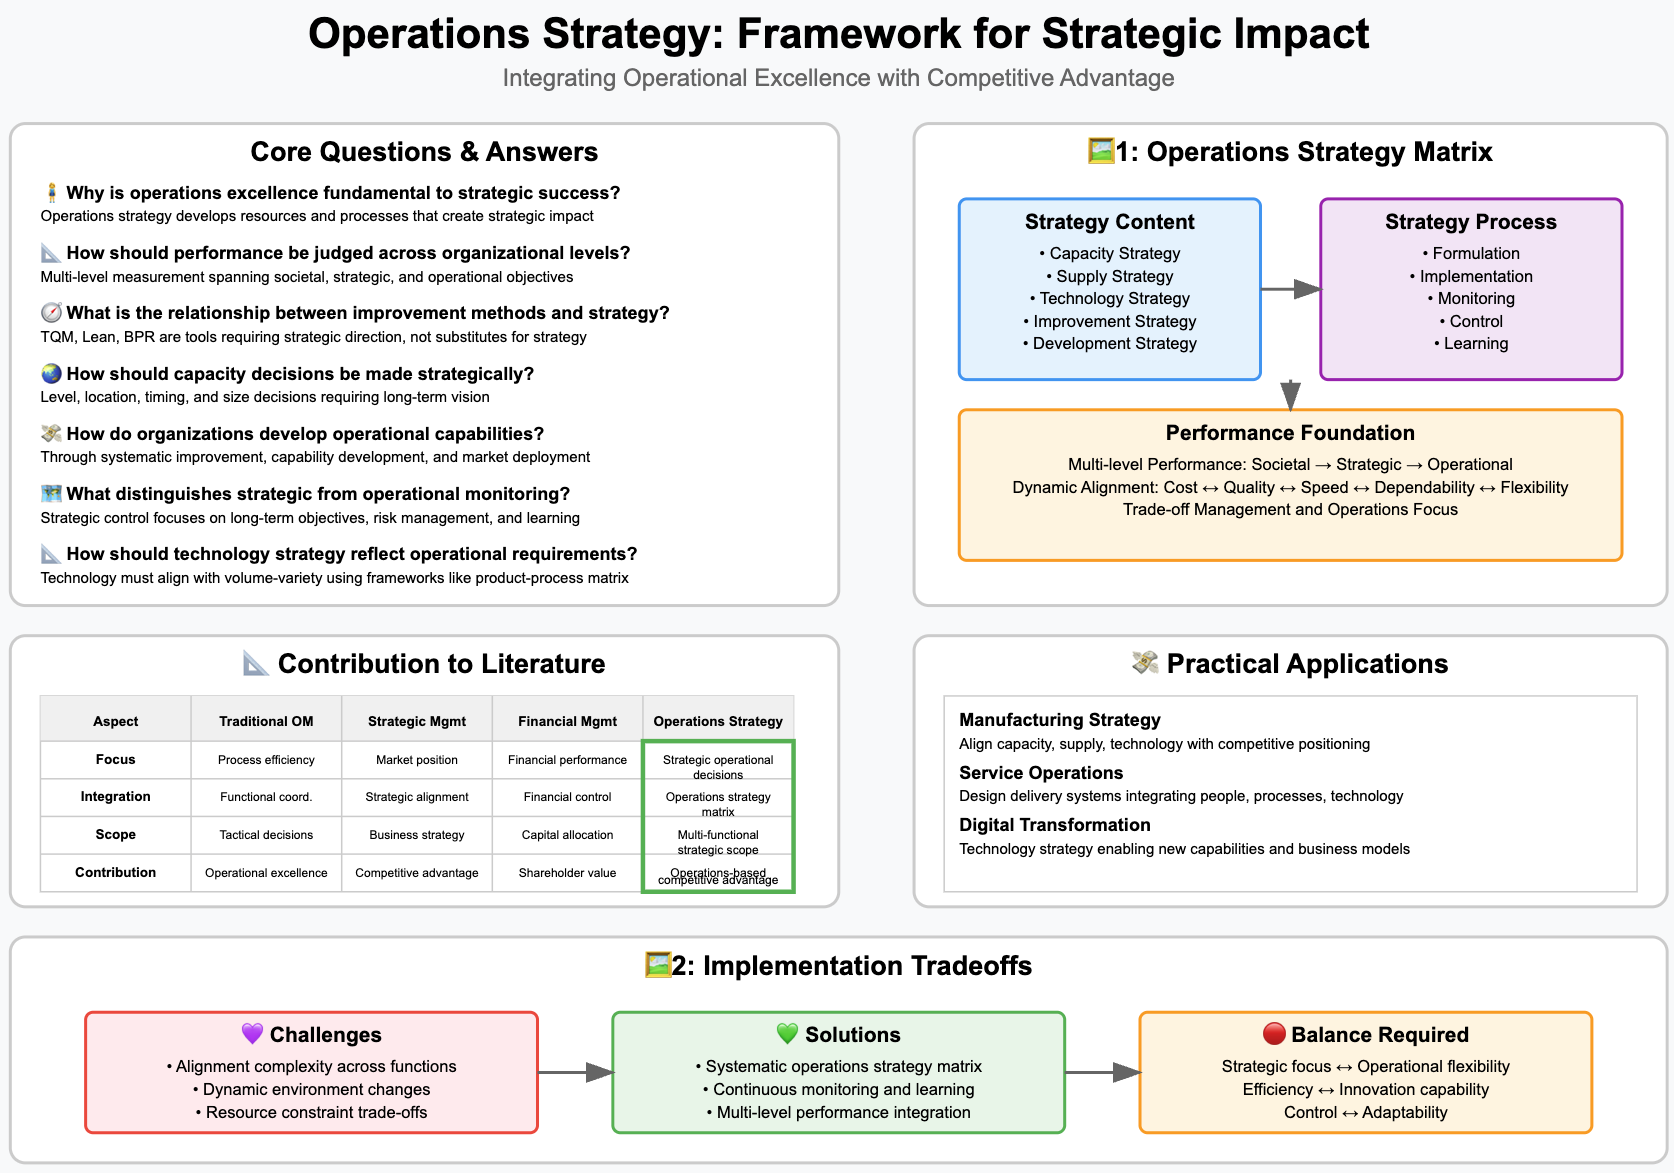 Operations Strategy: Framework for Strategic Impact
Integrating Operational Excellence with Competitive Advantage
Core Questions & Answers
Why is operations excellence fundamental to strategic success?
Operations strategy develops resources and processes that create strategic impact
How should performance be judged across organizational levels?
Multi-level measurement spanning societal, strategic, and operational objectives
What is the relationship between improvement methods and strategy?
TQM, Lean, BPR are tools requiring strategic direction, not substitutes for strategy
How should capacity decisions be made strategically?
Level, location, timing, and size decisions requiring long-term vision
How do organizations develop operational capabilities?
Through systematic improvement, capability development, and market deployment
What distinguishes strategic from operational monitoring?
Strategic control focuses on long-term objectives, risk management, and learning
How should technology strategy reflect operational requirements?
Technology must align with volume-variety using frameworks like product-process matrix
🖼️1: Operations Strategy Matrix
Strategy Content
• Capacity Strategy
• Supply Strategy
• Technology Strategy
• Improvement Strategy
• Development Strategy
Strategy Process
• Formulation
• Implementation
• Monitoring
• Control
• Learning
Performance Foundation
Multi-level Performance: Societal → Strategic → Operational
Dynamic Alignment: Cost ↔ Quality ↔ Speed ↔ Dependability ↔ Flexibility
Trade-off Management and Operations Focus
Contribution to Literature
Aspect Traditional OM Strategic Mgmt Financial Mgmt Operations Strategy
Focus Process efficiency Market position Financial performance Strategic operational
decisions
Integration Functional coord. Strategic alignment Financial control Operations strategy
matrix
Scope Tactical decisions Business strategy Capital allocation Multi-functional
strategic scope
Contribution Operational excellence Competitive advantage Shareholder value Operations-based
competitive advantage
Practical Applications
Manufacturing Strategy
Align capacity, supply, technology with competitive positioning
Service Operations
Design delivery systems integrating people, processes, technology
Digital Transformation
Technology strategy enabling new capabilities and business models
🖼️2: Implementation Tradeoffs
Challenges
• Alignment complexity across functions
• Dynamic environment changes
• Resource constraint trade-offs
Solutions
• Systematic operations strategy matrix
• Continuous monitoring and learning
• Multi-level performance integration
Balance Required
Strategic focus ↔ Operational flexibility
Efficiency ↔ Innovation capability
Control ↔ Adaptability